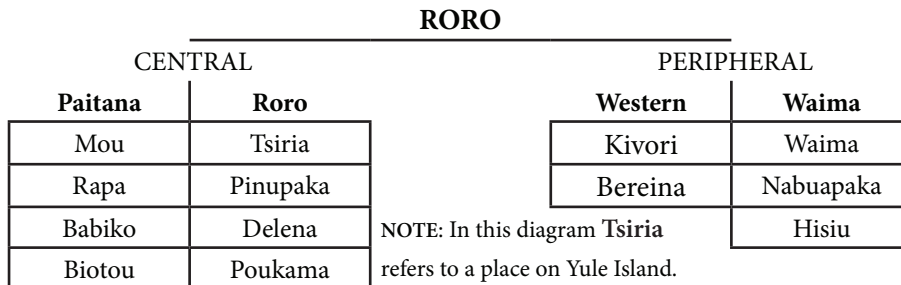 RORO
CENTRAL PERIPHERAL
Paitana Roro Western Waima
Mou Tsiria Kivori Waima
Rapa Pinupaka Bereina Nabuapaka
Babiko Delena NOTE: In this diagram Tsiria Hisiu
Biotou Poukama refers to a place on Yule Island.